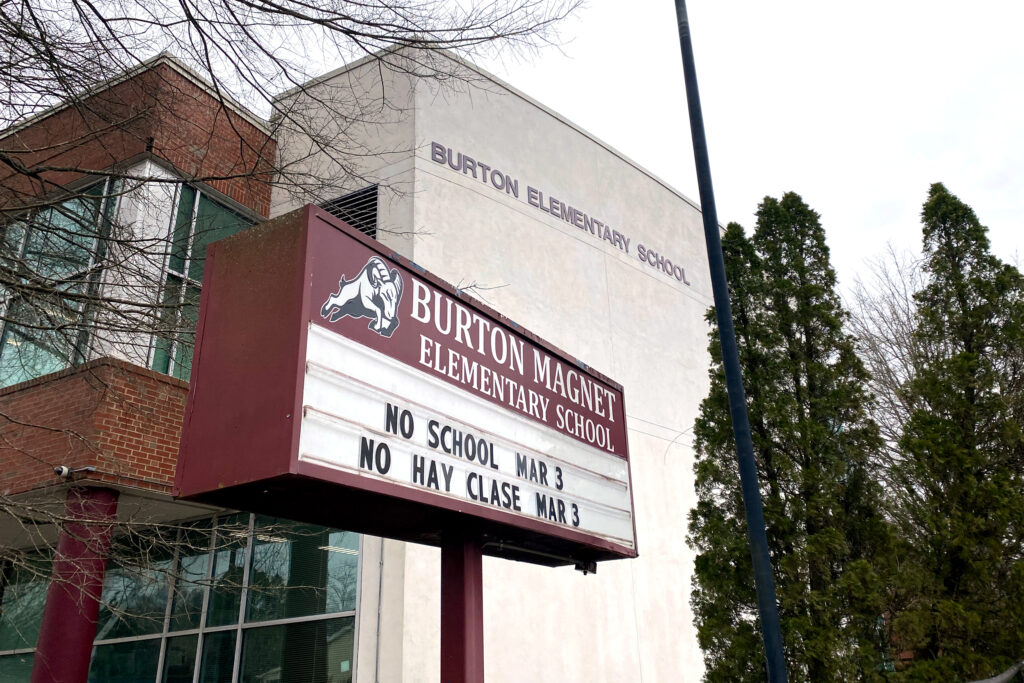 BURTON ELEMENTARY SCHOOL
BURTON MAGNET
ELEMENTARY SCHOOL
NO SCHOOL MAR 3
NO HAY CLASE MAR 3